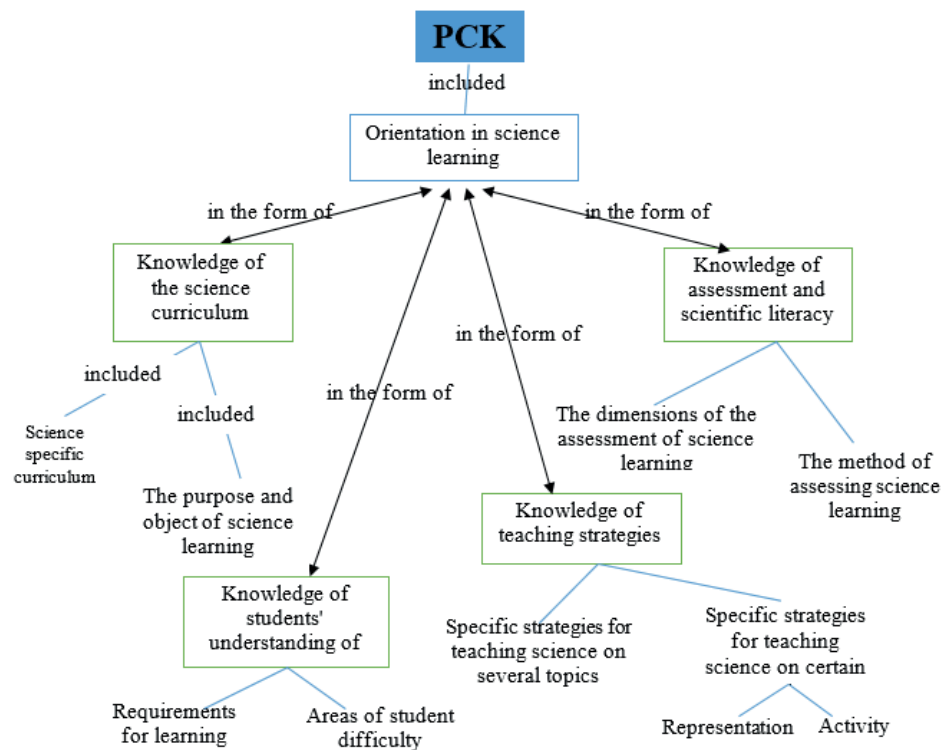 PCK
included
Orientation in science
learning
in the form of
in the form of
Knowledge of
the science
curriculum
Knowledge of
assessment and
scientific literacy
in the form of
in the form of
included
included
Science
specific
curriculum
The purpose and
object of science
learning
The dimensions of the
assessment of science
learning
The method of
assessing science
learning
Knowledge of
teaching strategies
Knowledge of
students'
understanding of
Specific strategies for
teaching science on
several topics
Specific strategies
for teaching
science on certain
Requirements
for learning
Areas of student
difficulty
Representation
Activity